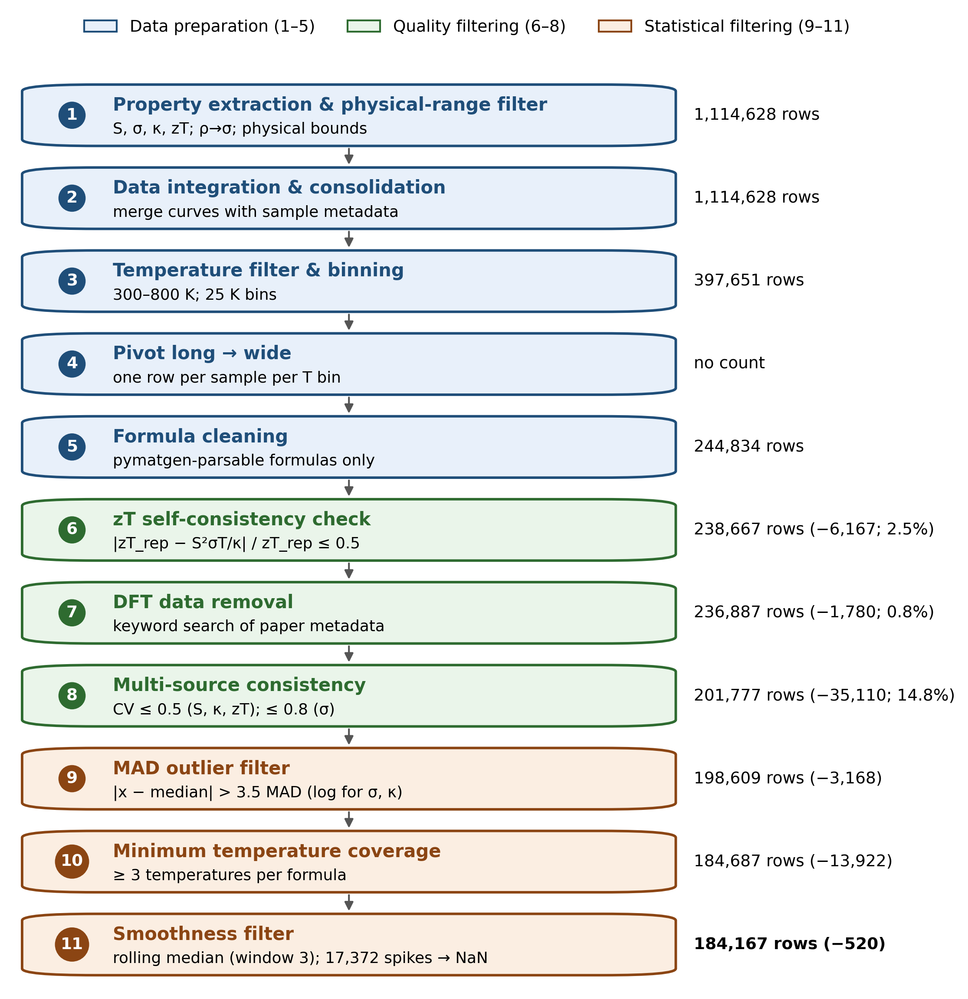 Data preparation (1–5)
Quality filtering (6–8)
Statistical filtering (9–11)
1
Property extraction & physical-range filter
S, σ, κ, zT; ρ→σ; physical bounds
1,114,628 rows
2
Data integration & consolidation
merge curves with sample metadata
1,114,628 rows
3
Temperature filter & binning
300–800 K; 25 K bins
397,651 rows
4
Pivot long → wide
one row per sample per T bin
no count
5
Formula cleaning
pymatgen-parsable formulas only
244,834 rows
6
zT self-consistency check
|zT_rep − S²σT/κ| / zT_rep ≤ 0.5
238,667 rows (−6,167; 2.5%)
7
DFT data removal
keyword search of paper metadata
236,887 rows (−1,780; 0.8%)
8
Multi-source consistency
CV ≤ 0.5 (S, κ, zT); ≤ 0.8 (σ)
201,777 rows (−35,110; 14.8%)
9
MAD outlier filter
|x − median| > 3.5 MAD (log for σ, κ)
198,609 rows (−3,168)
10
Minimum temperature coverage
≥ 3 temperatures per formula
184,687 rows (−13,922)
11
Smoothness filter
rolling median (window 3); 17,372 spikes → NaN
184,167 rows (−520)